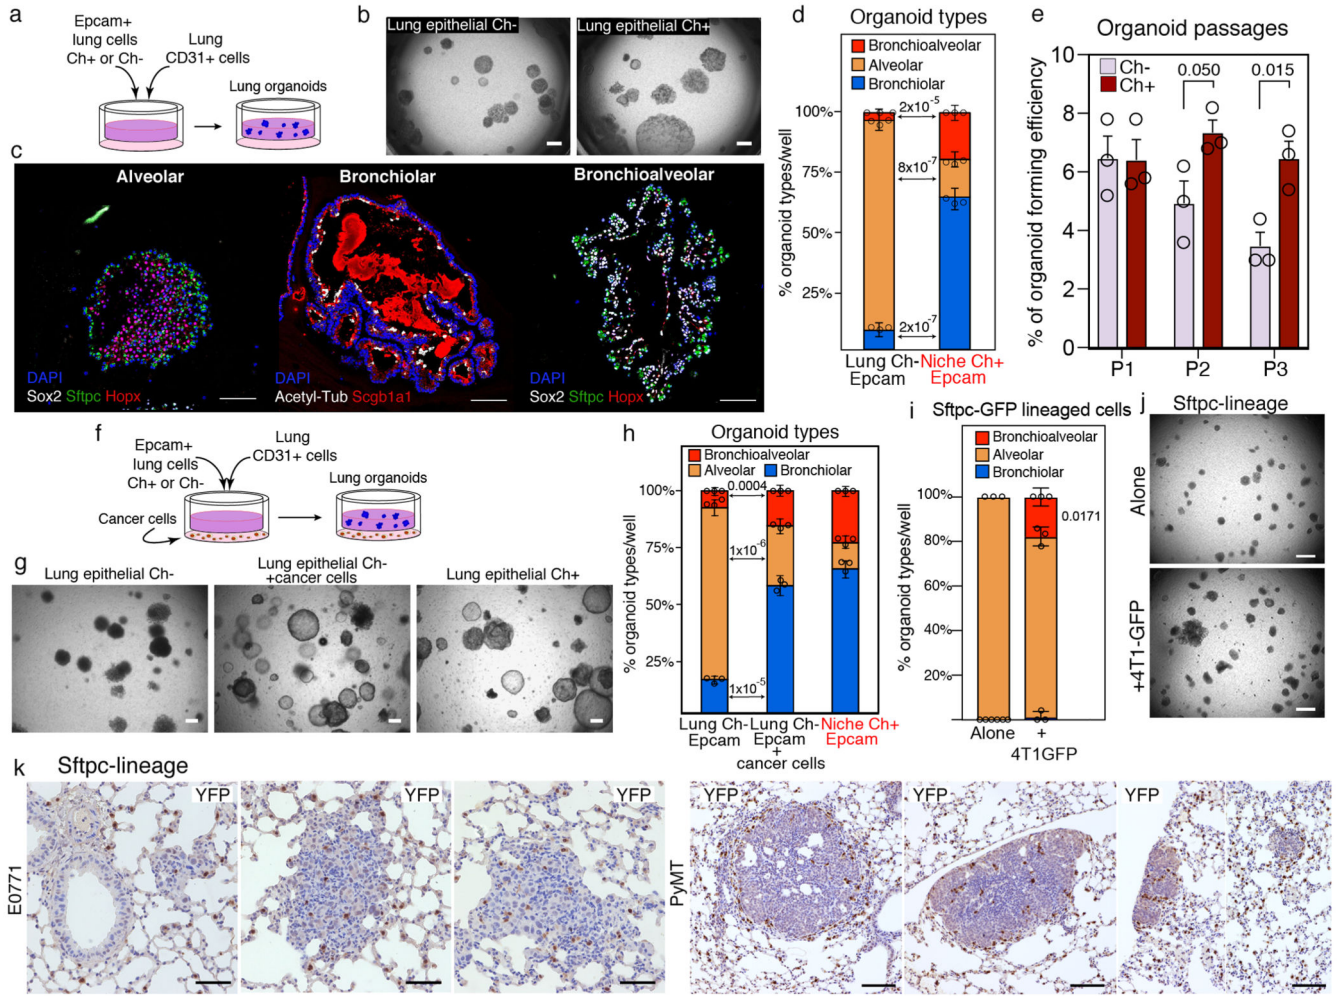 a
Epcam+
lung cells
Ch+ or Ch-
Lung
CD31+ cells
Lung organoids
b
Lung epithelial Ch-
Lung epithelial Ch+
c
Alveolar
DAPI
Sox2 Sftpc Hopx
Bronchiolar
DAPI
Acetyl-Tub Scgb1a1
Bronchioalveolar
DAPI
Sox2 Sftpc Hopx
d
Organoid types
Bronchioalveolar
Alveolar
Bronchiolar
% organoid types/well
100%
75%
50%
25%
2x10-5
8x10-7
2x10-7
Lung Ch-
Epcam
Niche Ch+
Epcam
e
Organoid passages
Ch-
Ch+
0.050
0.015
% of organoid forming efficiency
10
8
6
4
2
0
P1
P2
P3
f
Epcam+
lung cells
Ch+ or Ch-
Lung
CD31+ cells
Cancer cells
Lung organoids
g
Lung epithelial Ch-
Lung epithelial Ch-
+cancer cells
Lung epithelial Ch+
h
Organoid types
Bronchioalveolar
Alveolar Bronchiolar
% organoid types/well
100%
75%
50%
25%
0.0004
1x10-6
1x10-5
Lung Ch-
Epcam
Lung Ch-
Epcam
+
cancer cells
Niche Ch+
Epcam
i
Sftpc-GFP lineaged cells
Bronchioalveolar
Alveolar
Bronchiolar
% organoid types/well
100%
80%
60%
40%
20%
0.0171
Alone
+
4T1GFP
j
Sftpc-lineage
Alone
+4T1-GFP
k
Sftpc-lineage
E0771
YFP
YFP
YFP
PyMT
YFP
YFP
YFP